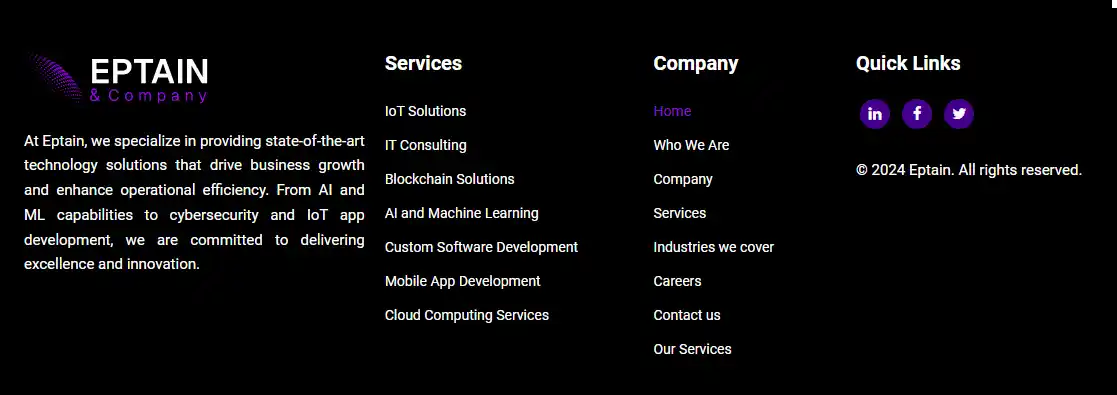 EPTAIN
& Company
At Eptain, we specialize in providing state-of-the-art
technology solutions that drive business growth
and enhance operational efficiency. From AI and
ML capabilities to cybersecurity and IoT app
development, we are committed to delivering
excellence and innovation.
Services
IoT Solutions
IT Consulting
Blockchain Solutions
AI and Machine Learning
Custom Software Development
Mobile App Development
Cloud Computing Services
Company
Home
Who We Are
Company
Services
Industries we cover
Careers
Contact us
Our Services
Quick Links
in
f
© 2024 Eptain. All rights reserved.